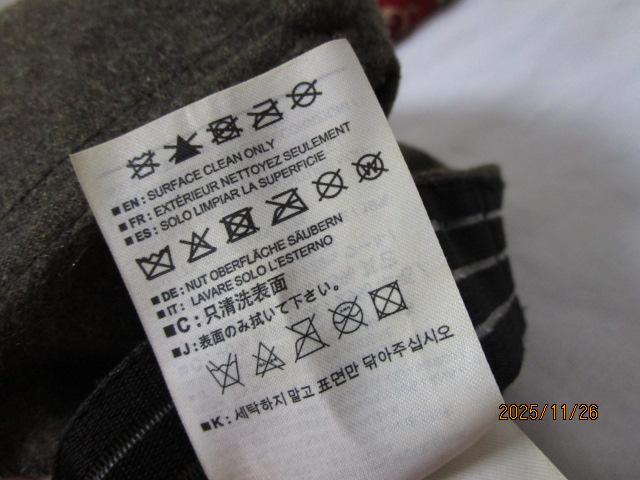 ■EN: SURFACE CLEAN ONLY
■FR: EXTÉRIEUR NETTOYEZ SEULEMENT
■ES: SOLO LIMPIAR LA SUPERFICIE
■DE: NUT OBERFLÄCHE SÄUBERN
■IT: LAVARE SOLO L'ESTERNO
■C: 只清洗表面
■J: 表面のみ拭いて下さい。
■K: 세탁하지 말고 표면만 닦아주십시오
2025/11/26